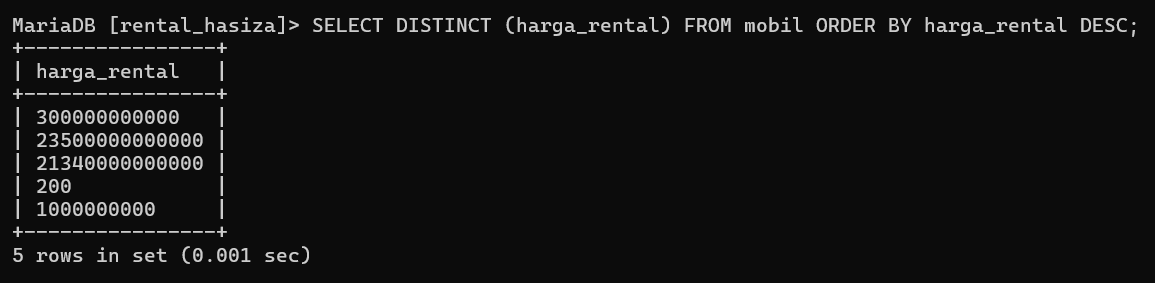 MariaDB [rental_hasiza]> SELECT DISTINCT (harga_rental) FROM mobil ORDER BY harga_rental DESC;
+----------------+
| harga_rental   |
+----------------+
| 300000000000   |
| 23500000000000 |
| 21340000000000 |
| 200            |
| 1000000000     |
+----------------+
5 rows in set (0.001 sec)